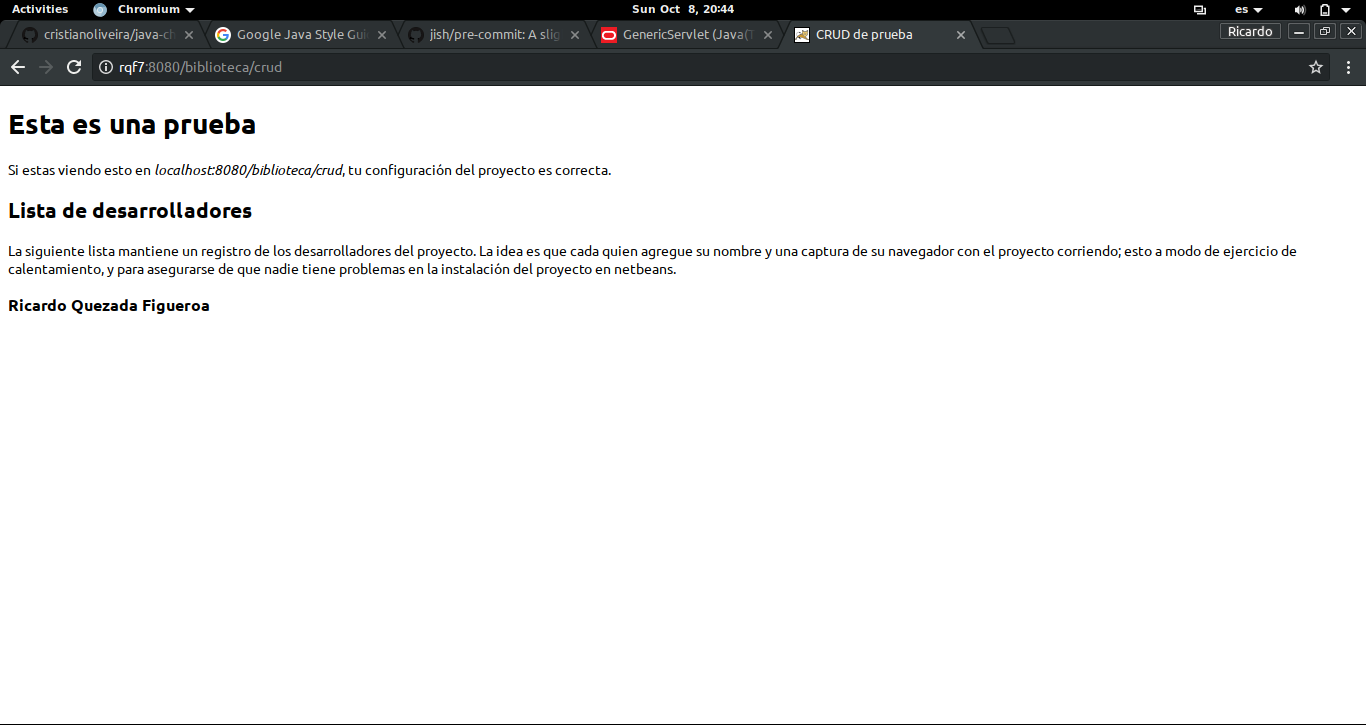 Activities Chromium Sun Oct 8, 20:44 es
cristianoliveira/java-ch Google Java Style Gui jish/pre-commit: A slig GenericServlet (Java(T CRUD de prueba Ricardo
rqf7:8080/biblioteca/crud
Esta es una prueba
Si estas viendo esto en localhost:8080/biblioteca/crud, tu configuración del proyecto es correcta.
Lista de desarrolladores
La siguiente lista mantiene un registro de los desarrolladores del proyecto. La idea es que cada quien agregue su nombre y una captura de su navegador con el proyecto corriendo; esto a modo de ejercicio de
calentamiento, y para asegurarse de que nadie tiene problemas en la instalación del proyecto en netbeans.
Ricardo Quezada Figueroa